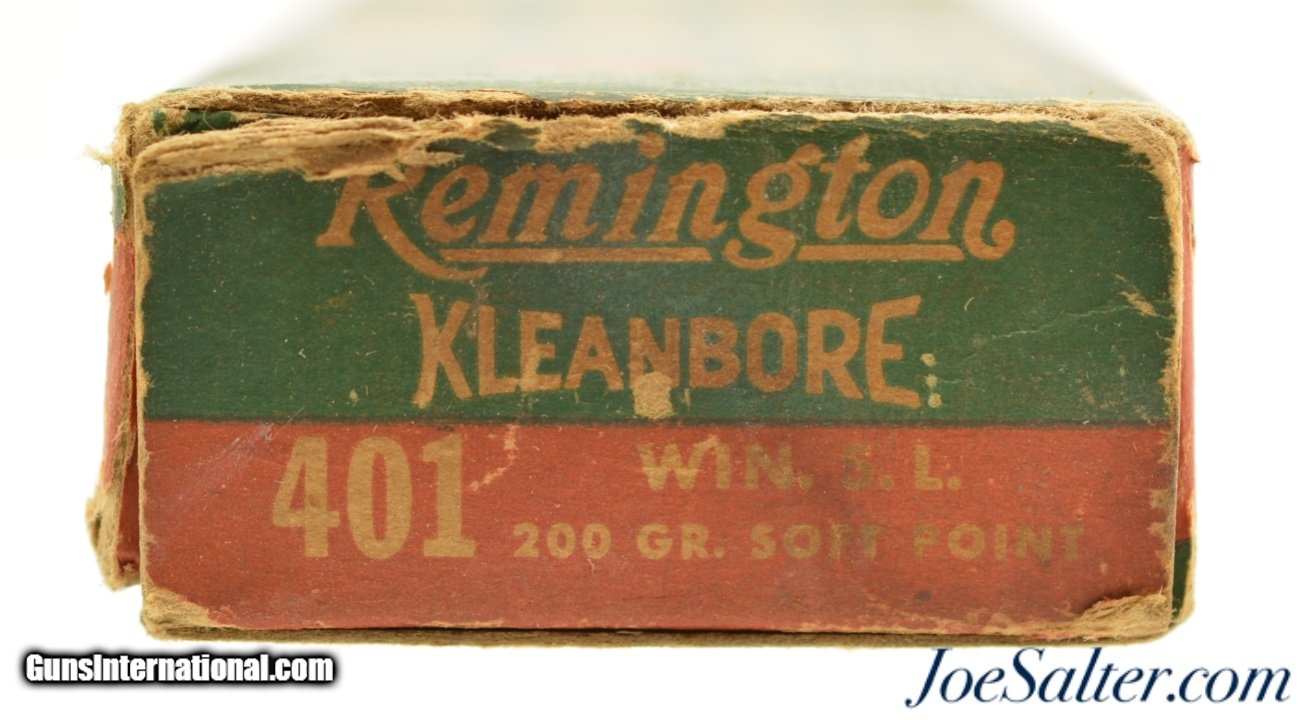 Remington
KLEANBORE
401 WIN. S. L.
200 GR. SOFT POINT
GunsInternational.com
JoeSalter.com